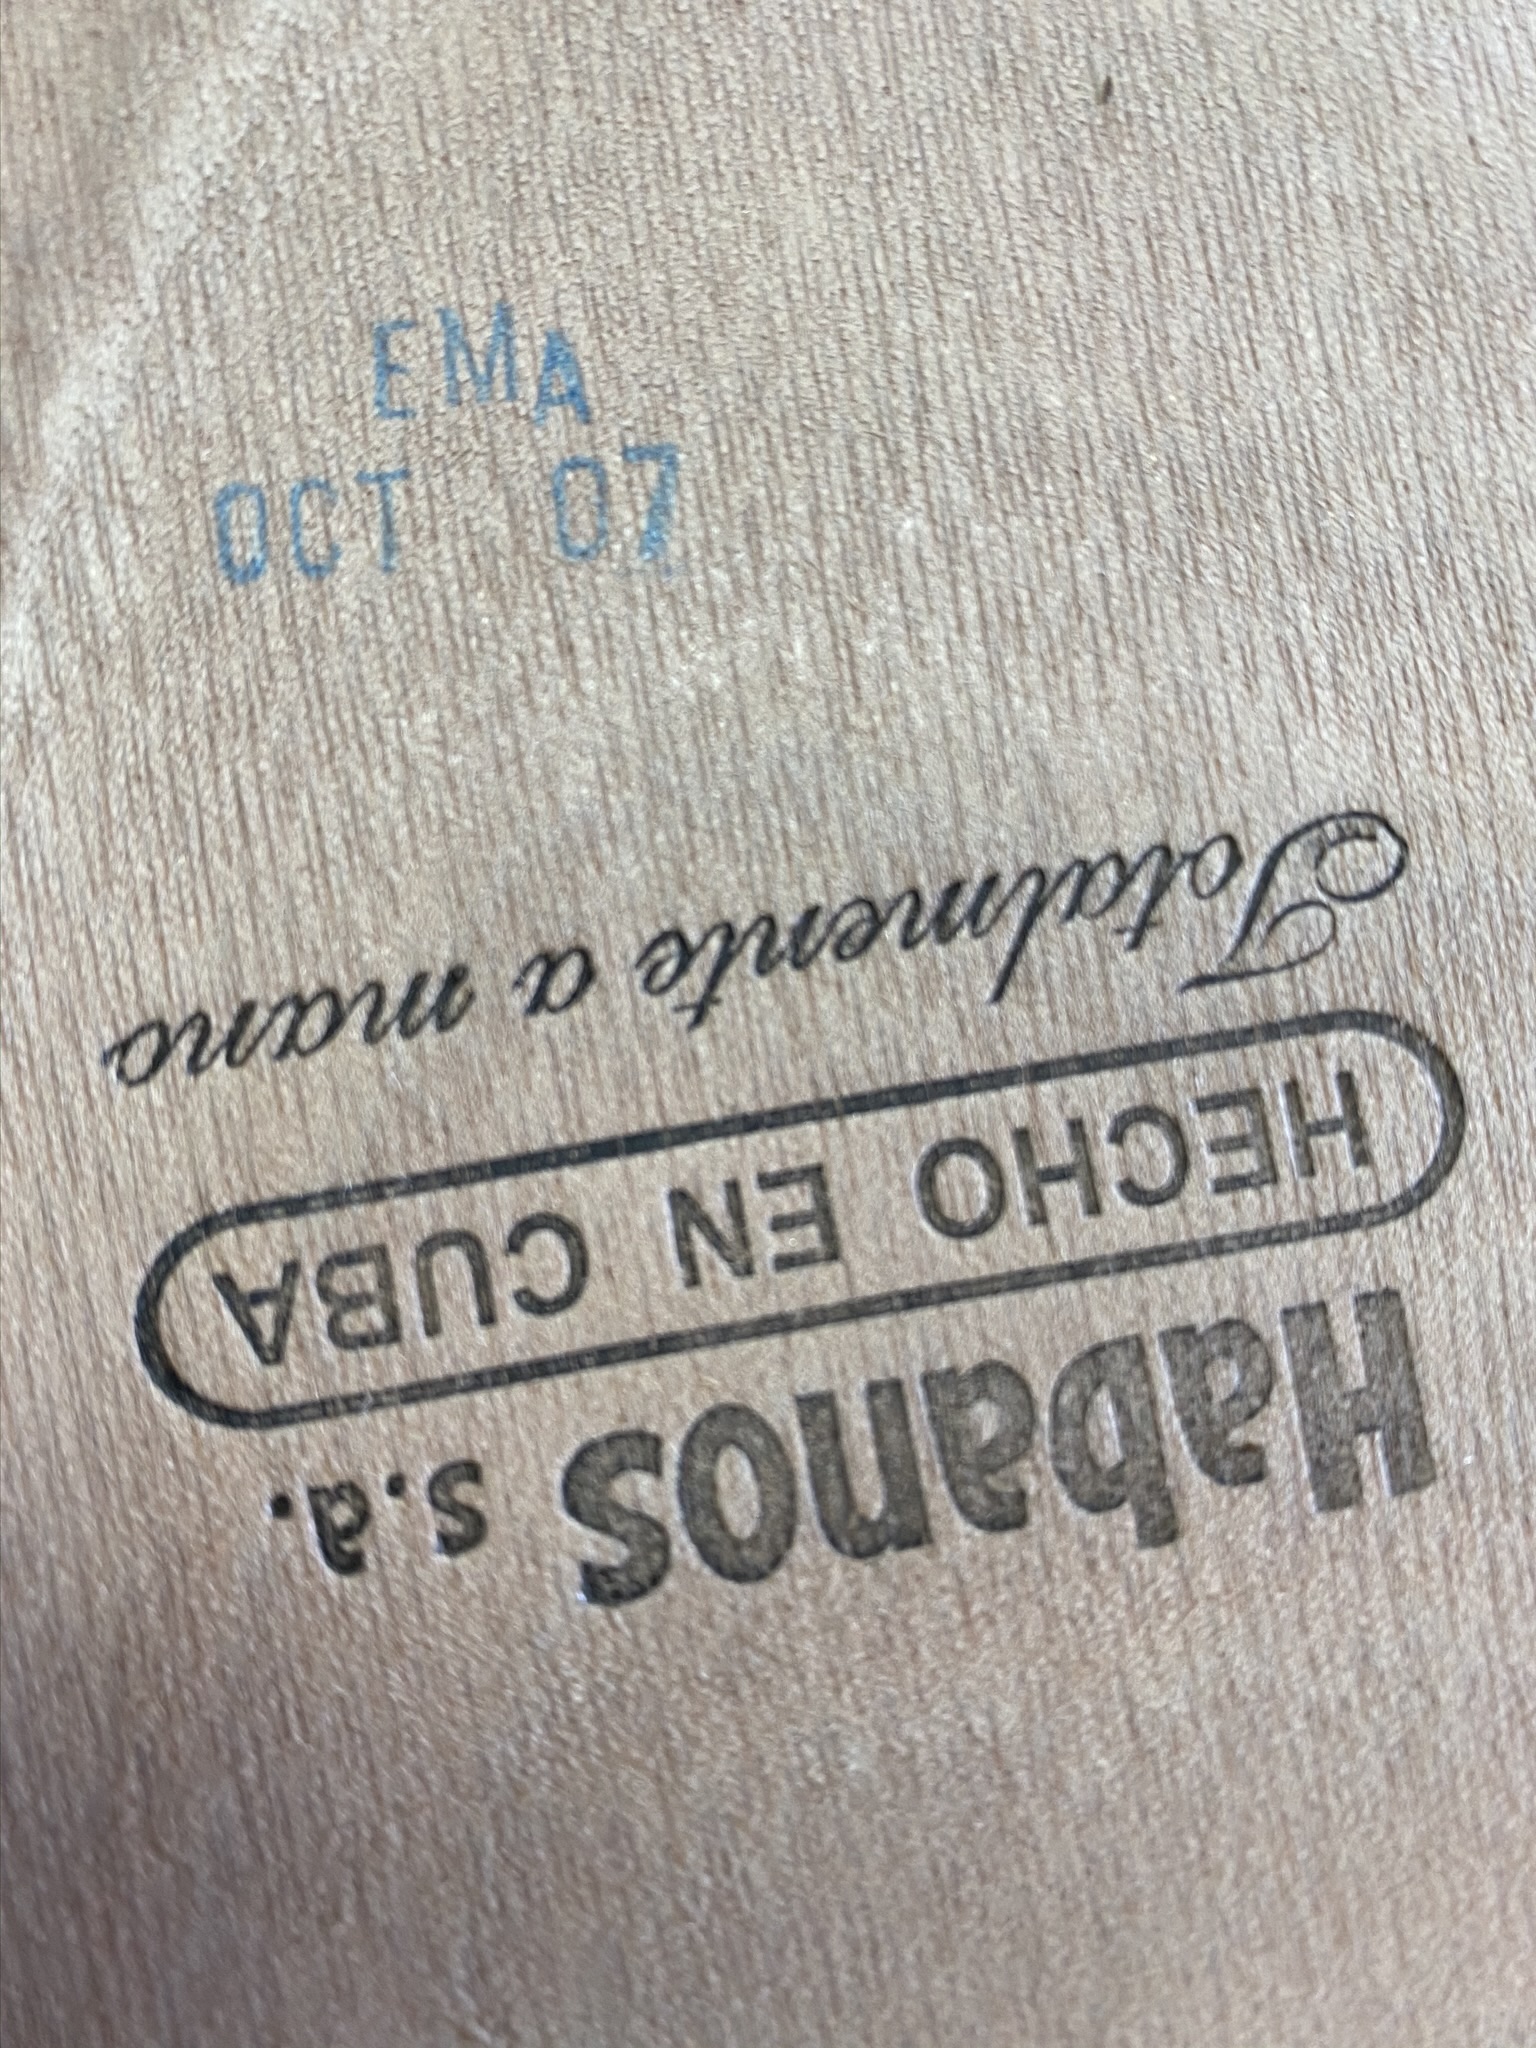 Habanos s.a.
HECHO EN CUBA
Totalmente a mano
EMA
OCT 07